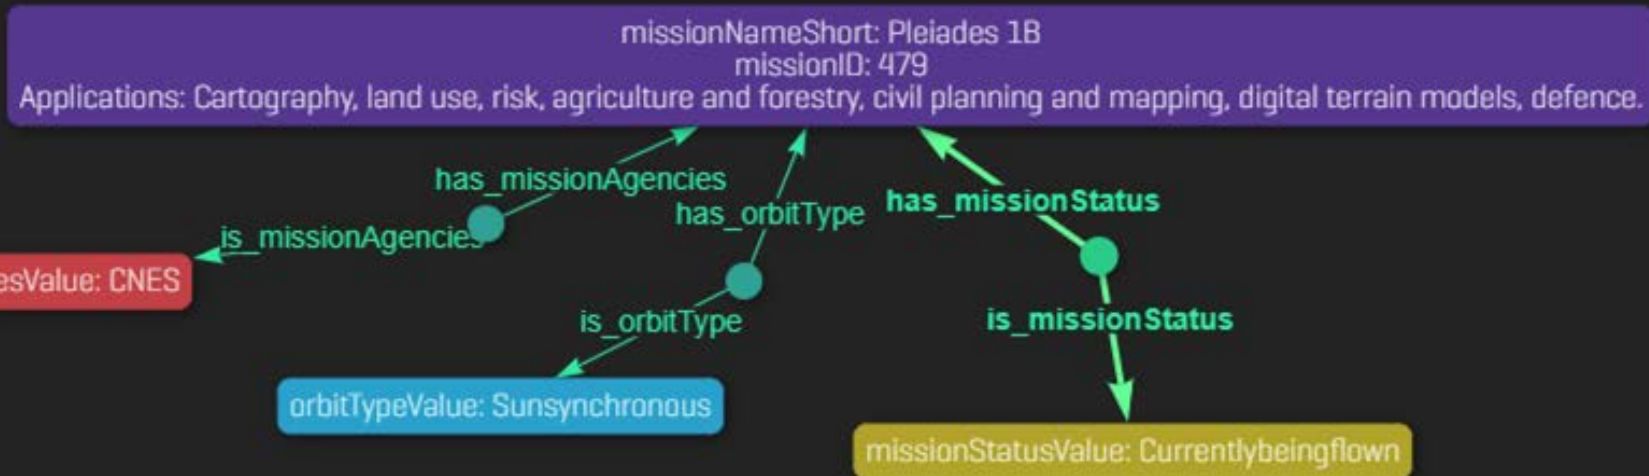 missionNameShort: Pleiades 1B
missionID: 479
Applications: Cartography, land use, risk, agriculture and forestry, civil planning and mapping, digital terrain models, defence.
has_missionAgencies
has_orbitType
has_missionStatus
is_missionAgencies
esValue: CNES
is_orbitType
is_missionStatus
orbitTypeValue: Sunsynchronous
missionStatusValue: Currentlybeingflown